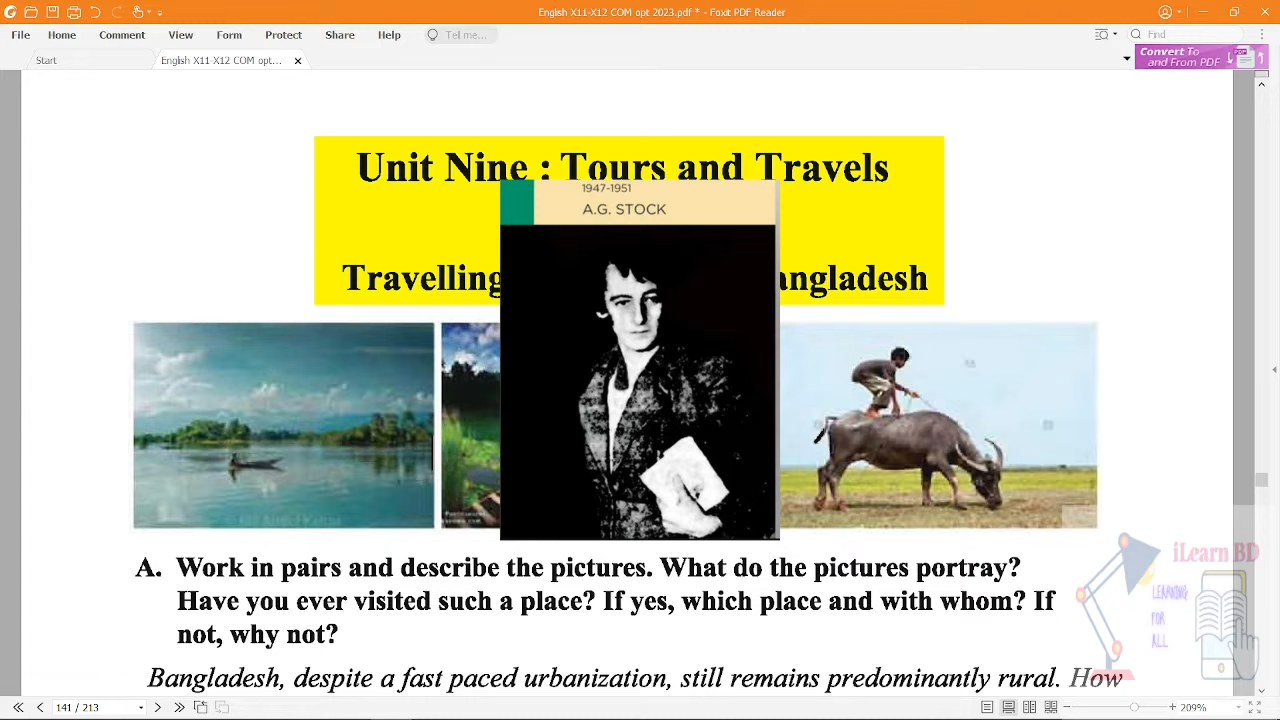 English X11-X12 COM opt 2023.pdf * - Foxit PDF Reader
File Home Comment View Form Protect Share Help Tell me... Find
Start English X11-X12 COM opt... Convert To
and From PDF
Unit Nine : Tours and Travels
1947-1951
A.G. STOCK
Travelling angladesh
A. Work in pairs and describe the pictures. What do the pictures portray?
Have you ever visited such a place? If yes, which place and with whom? If
not, why not?
iLearn BD
LEARNING
FOR
ALL
Bangladesh, despite a fast paced urbanization, still remains predominantly rural. How
141 / 213 209%